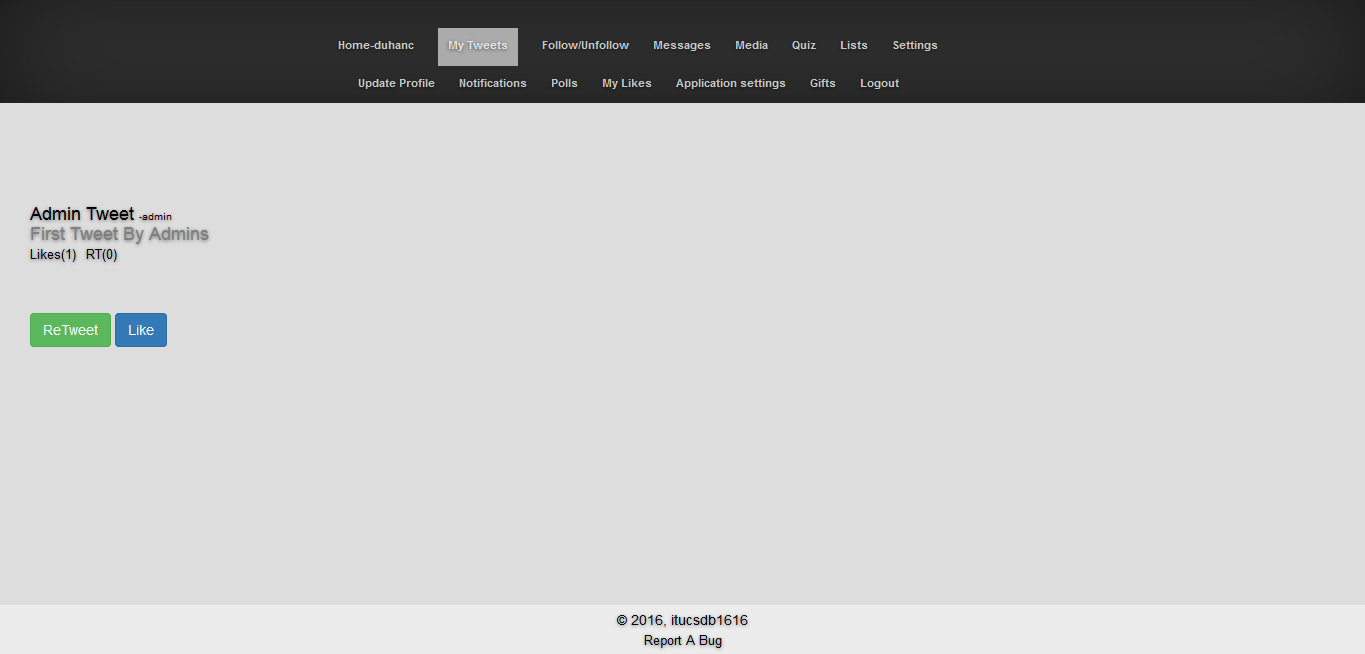 Home-duhanc My Tweets Follow/Unfollow Messages Media Quiz Lists Settings
Update Profile Notifications Polls My Likes Application settings Gifts Logout
Admin Tweet -admin
First Tweet By Admins
Likes(1) RT(0)
ReTweet Like
© 2016, itucsdb1616
Report A Bug